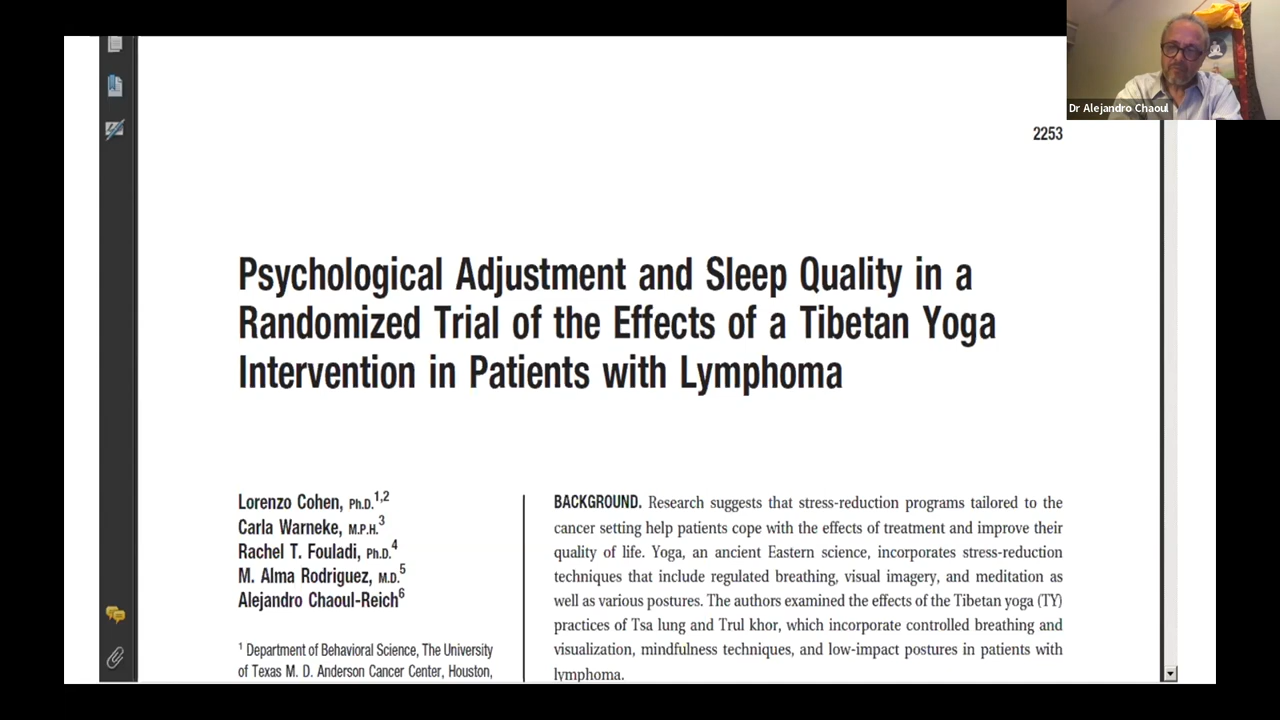 Dr Alejandro Chaoul
2253
Psychological Adjustment and Sleep Quality in a
Randomized Trial of the Effects of a Tibetan Yoga
Intervention in Patients with Lymphoma
Lorenzo Cohen, Ph.D.1,2
Carla Warneke, M.P.H.3
Rachel T. Fouladi, Ph.D.4
M. Alma Rodriguez, M.D.5
Alejandro Chaoul-Reich6
1 Department of Behavioral Science, The University
of Texas M. D. Anderson Cancer Center, Houston,
BACKGROUND. Research suggests that stress-reduction programs tailored to the
cancer setting help patients cope with the effects of treatment and improve their
quality of life. Yoga, an ancient Eastern science, incorporates stress-reduction
techniques that include regulated breathing, visual imagery, and meditation as
well as various postures. The authors examined the effects of the Tibetan yoga (TY)
practices of Tsa lung and Trul khor, which incorporate controlled breathing and
visualization, mindfulness techniques, and low-impact postures in patients with
lymphoma.